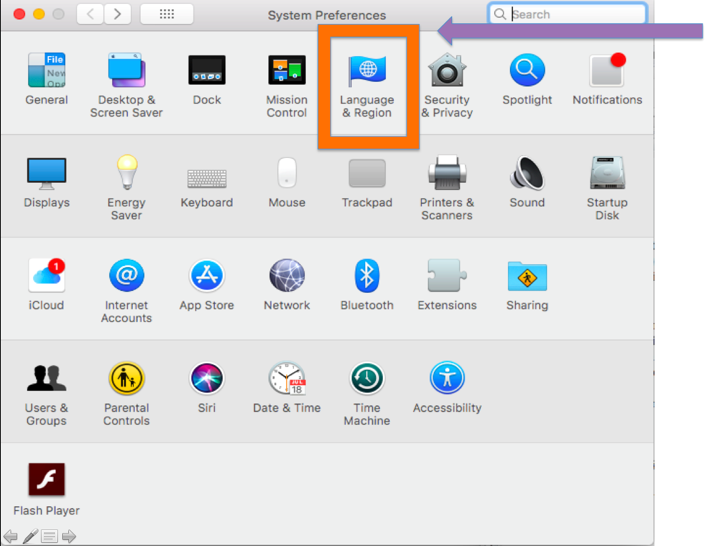 System Preferences
Search
File
New
General
Desktop &
Screen Saver
Dock
Mission
Control
Language
& Region
Security
& Privacy
Spotlight
Notifications
Displays
Energy
Saver
Keyboard
Mouse
Trackpad
Printers &
Scanners
Sound
Startup
Disk
1
iCloud
@
Internet
Accounts
App Store
Network
Bluetooth
Extensions
Sharing
Users &
Groups
Parental
Controls
Siri
JUL
18
Date & Time
Time
Machine
Accessibility
Flash Player